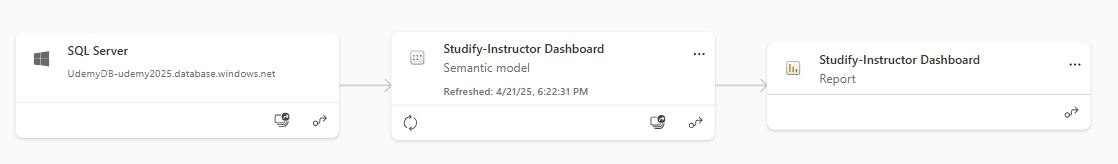 SQL Server
UdemyDB-udemy2025.database.windows.net
Studify-Instructor Dashboard
Semantic model
Refreshed: 4/21/25, 6:22:31 PM
Studify-Instructor Dashboard
Report